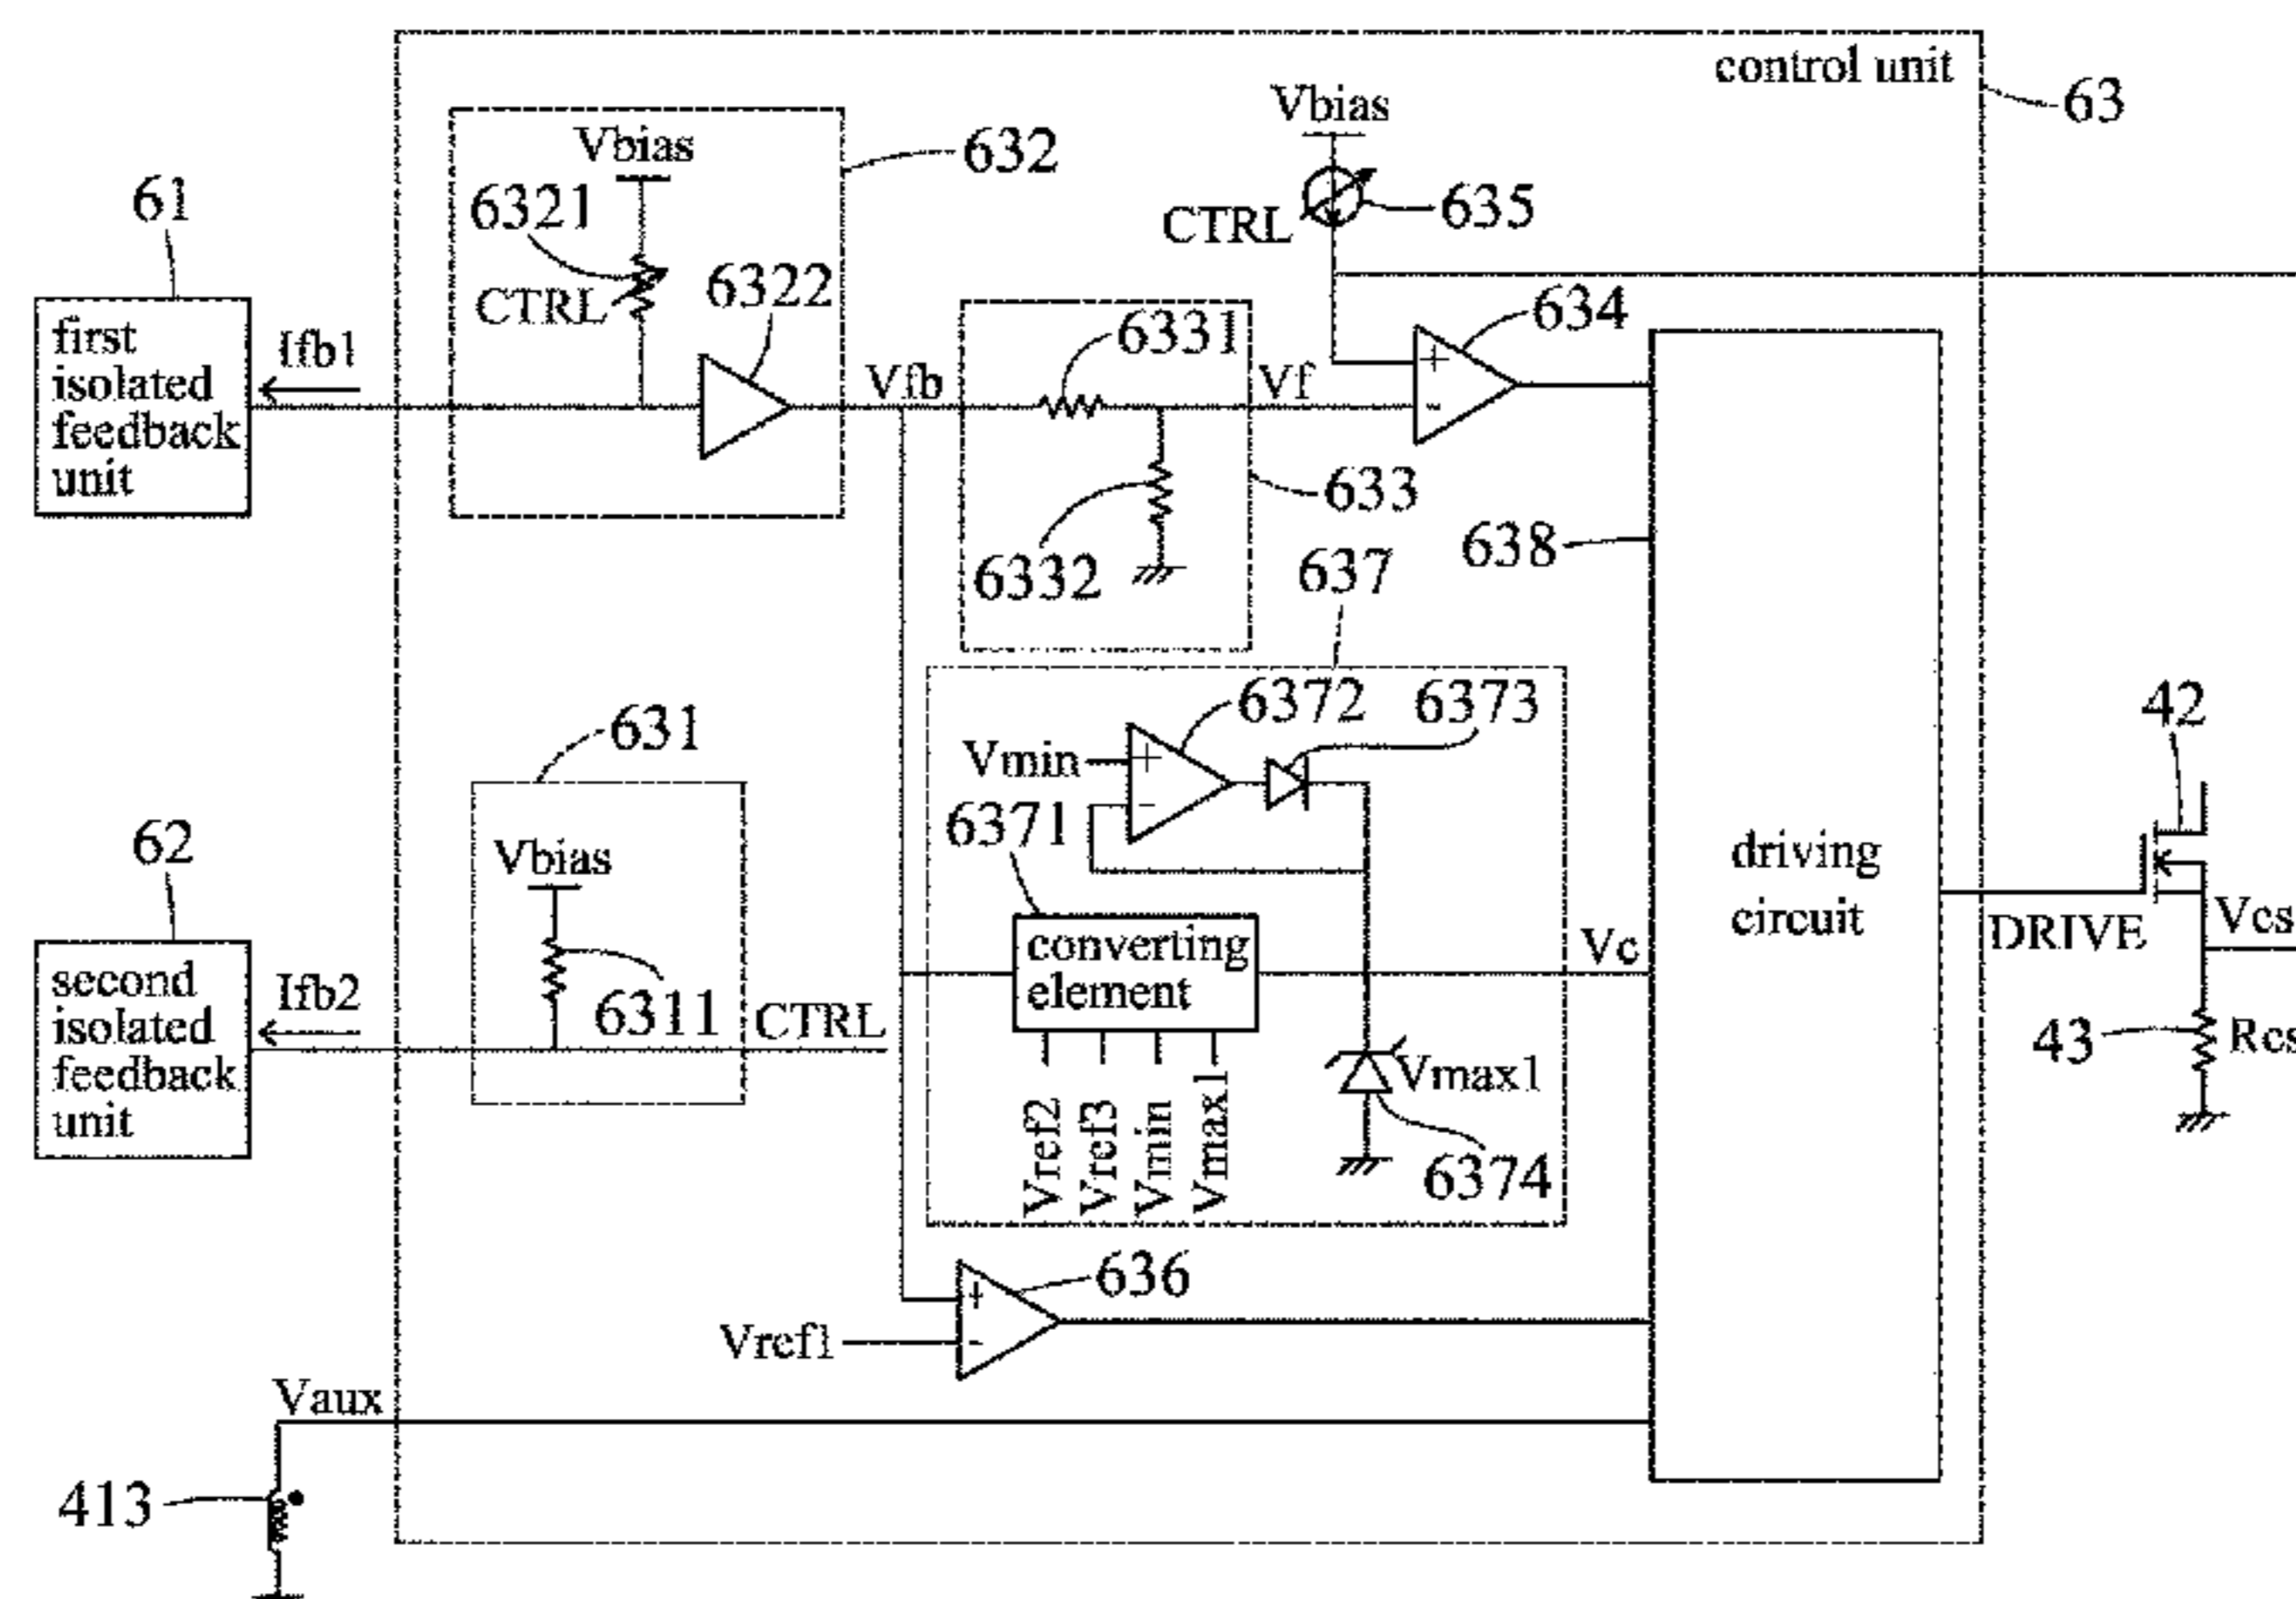 control unit
63
Vbias
632
Vbias
61
6321
CTRL
635
CTRL
6322
634
first
isolated
feedback
unit
Ifb1
Vfb
6331
Vf
+
-
633
6332
638
637
631
6372
6373
42
Vmin
+
-
6371
62
Vbias
driving
circuit
converting
element
Vc
DRIVE
Vcs
second
isolated
feedback
unit
Ifb2
6311
CTRL
43
Rcs
Vmax1
Vref2
Vref3
Vmin
Vmax1
6374
636
+
-
Vref1
Vaux
413